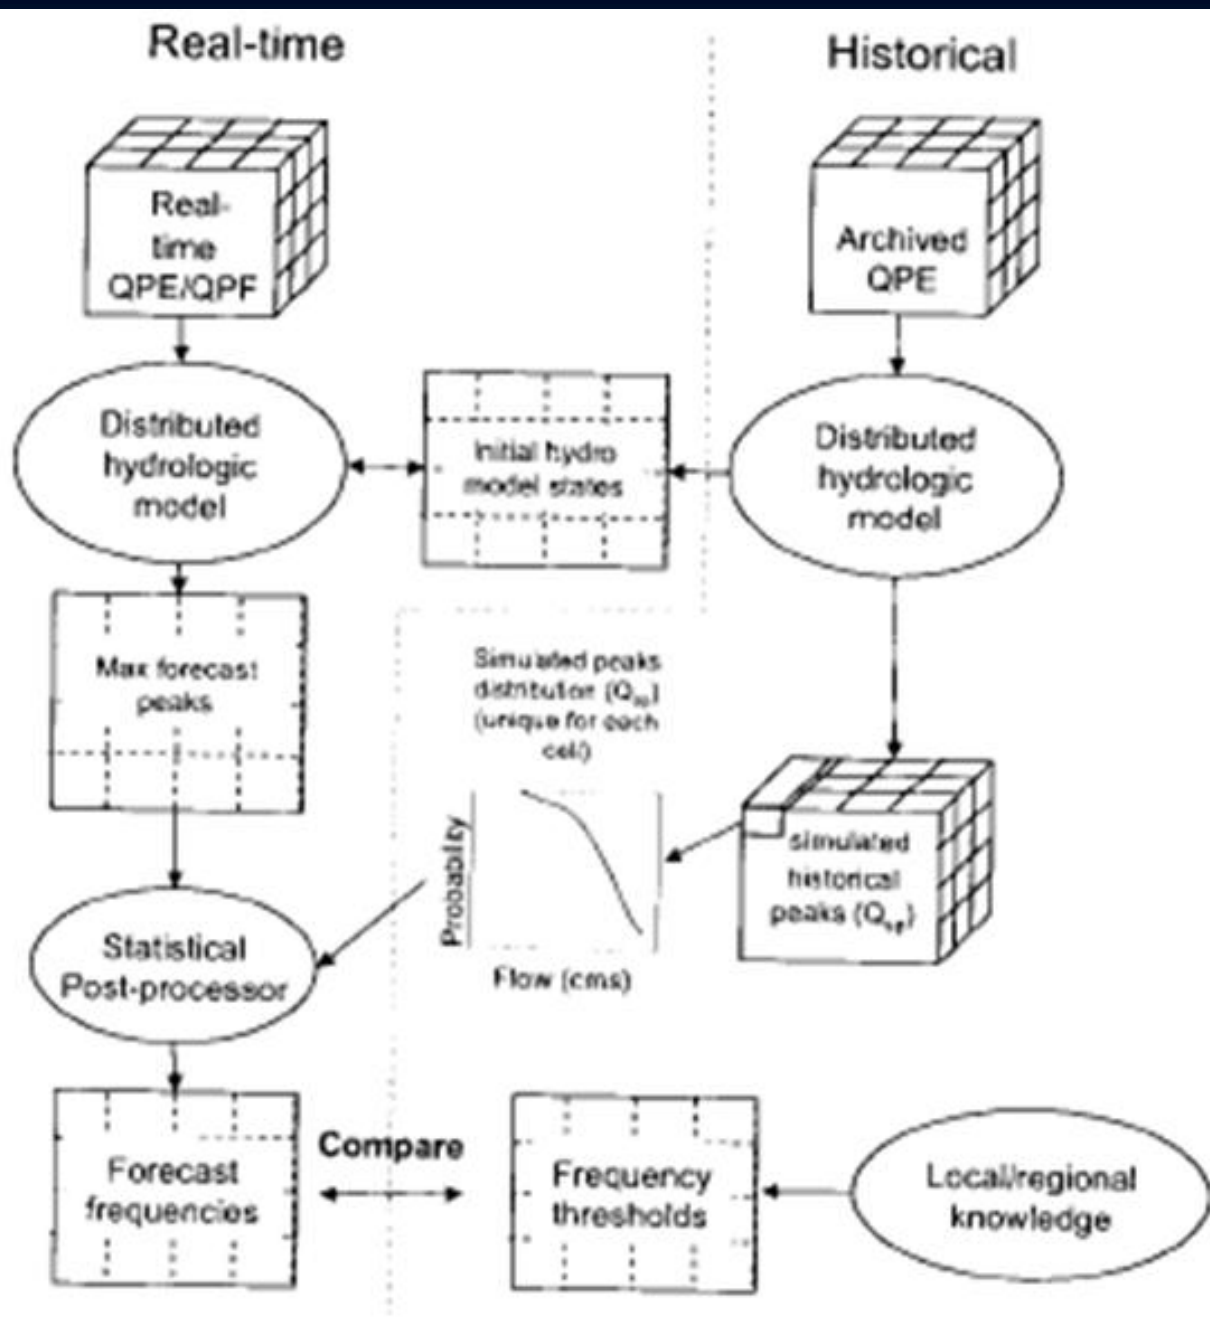 Real-time
Historical
Real-
time
QPE/QPF
Archived
QPE
Distributed
hydrologic
model
Initial hydro
model states
Distributed
hydrologic
model
Max forecast
peaks
Simulated peaks
distribution (Qsp)
(unique for each
cell)
Probability
Flow (cms)
simulated
historical
peaks (Qsp)
Statistical
Post-processor
Forecast
frequencies
Compare
Frequency
thresholds
Local/regional
knowledge